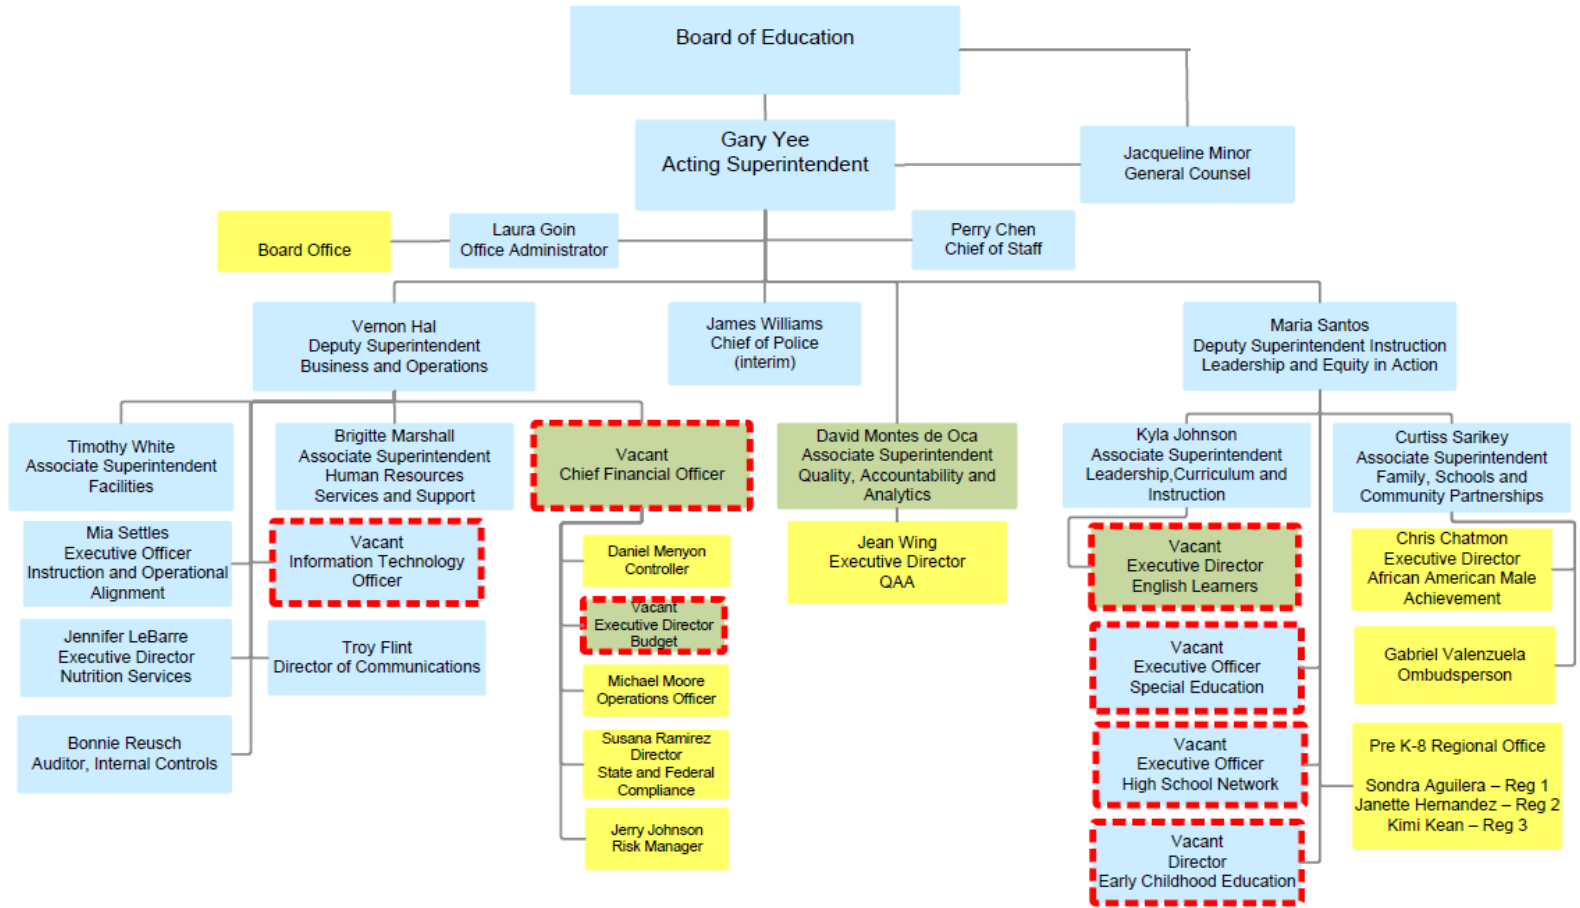 Board of Education
Gary Yee
Acting Superintendent
Jacqueline Minor
General Counsel
Board Office
Laura Goin
Office Administrator
Perry Chen
Chief of Staff
Vernon Hal
Deputy Superintendent
Business and Operations
James Williams
Chief of Police
(interim)
Maria Santos
Deputy Superintendent Instruction
Leadership and Equity in Action
Timothy White
Associate Superintendent
Facilities
Brigitte Marshall
Associate Superintendent
Human Resources
Services and Support
Vacant
Chief Financial Officer
David Montes de Oca
Associate Superintendent
Quality, Accountability and
Analytics
Kyla Johnson
Associate Superintendent
Leadership,Curriculum and
Instruction
Curtiss Sarikey
Associate Superintendent
Family, Schools and
Community Partnerships
Mia Settles
Executive Officer
Instruction and Operational
Alignment
Vacant
Information Technology
Officer
Daniel Menyon
Controller
Jean Wing
Executive Director
QAA
Vacant
Executive Director
English Learners
Chris Chatmon
Executive Director
African American Male
Achievement
Jennifer LeBarre
Executive Director
Nutrition Services
Troy Flint
Director of Communications
Vacant
Executive Director
Budget
Vacant
Executive Officer
Special Education
Gabriel Valenzuela
Ombudsperson
Michael Moore
Operations Officer
Bonnie Reusch
Auditor, Internal Controls
Susana Ramirez
Director
State and Federal
Compliance
Vacant
Executive Officer
High School Network
Pre K-8 Regional Office
Sondra Aguilera – Reg 1
Janette Hernandez – Reg 2
Kimi Kean – Reg 3
Jerry Johnson
Risk Manager
Vacant
Director
Early Childhood Education